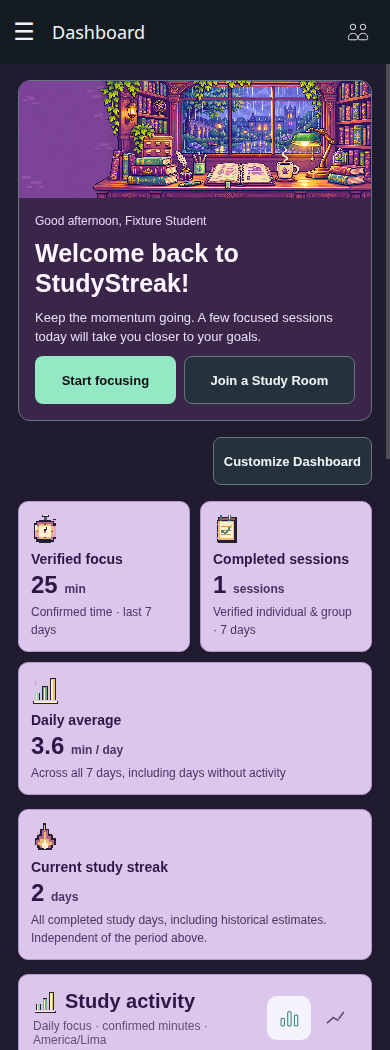 Dashboard
Good afternoon, Fixture Student
Welcome back to
StudyStreak!
Keep the momentum going. A few focused sessions
today will take you closer to your goals.
Start focusing
Join a Study Room
Customize Dashboard
Verified focus
25 min
Confirmed time · last 7
days
Completed sessions
1 sessions
Verified individual & group
· 7 days
Daily average
3.6 min / day
Across all 7 days, including days without activity
Current study streak
2 days
All completed study days, including historical estimates.
Independent of the period above.
Study activity
Daily focus · confirmed minutes ·
America/Lima